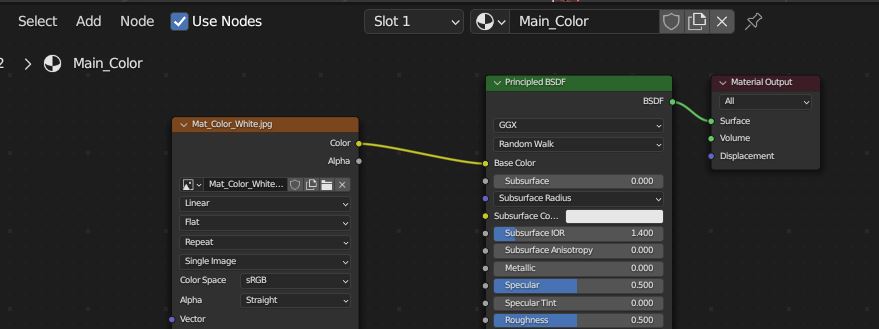 Select Add Node Use Nodes Slot 1 Main_Color
2 > Main_Color
Principled BSDF
BSDF
GGX
Random Walk
Base Color
Subsurface 0.000
Subsurface Radius
Subsurface Co...
Subsurface IOR 1.400
Subsurface Anisotropy 0.000
Metallic 0.000
Specular 0.500
Specular Tint 0.000
Roughness 0.500
Material Output
All
Surface
Volume
Displacement
Mat_Color_White.jpg
Color
Alpha
Mat_Color_White...
Linear
Flat
Repeat
Single Image
Color Space sRGB
Alpha Straight
Vector